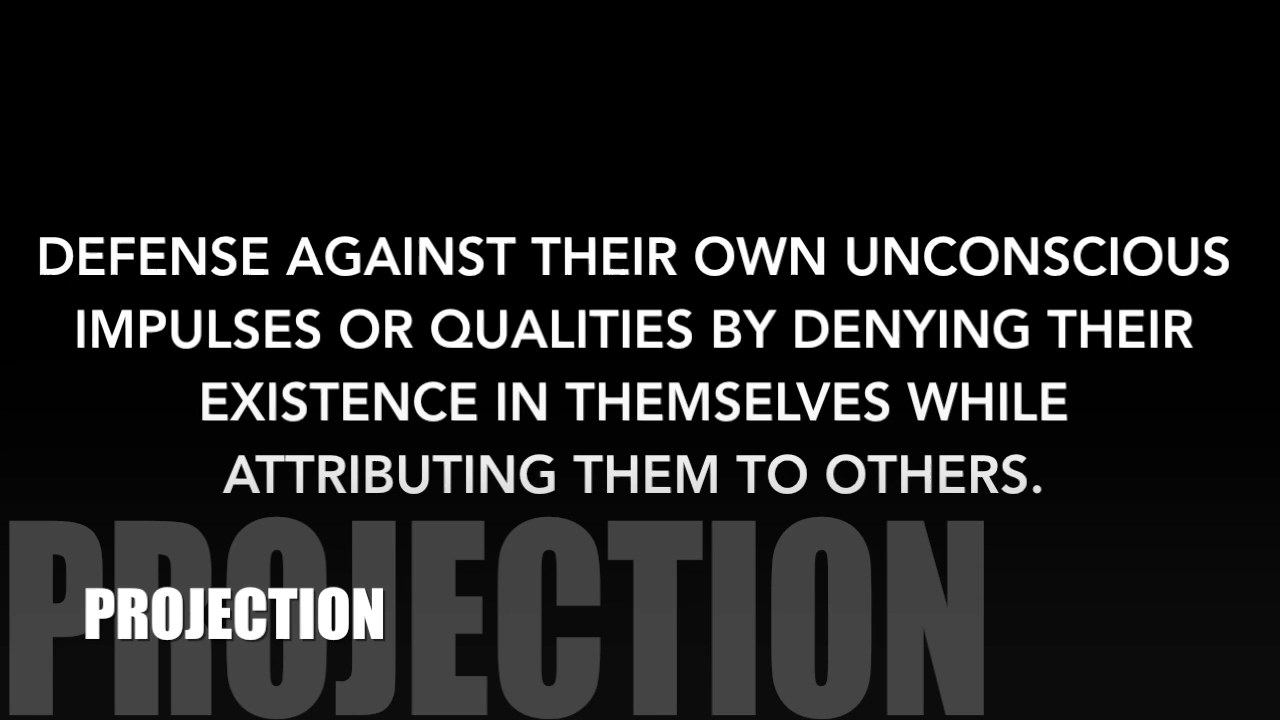 DEFENSE AGAINST THEIR OWN UNCONSCIOUS
IMPULSES OR QUALITIES BY DENYING THEIR
EXISTENCE IN THEMSELVES WHILE
ATTRIBUTING THEM TO OTHERS.
PROJECTION
PROJECTION